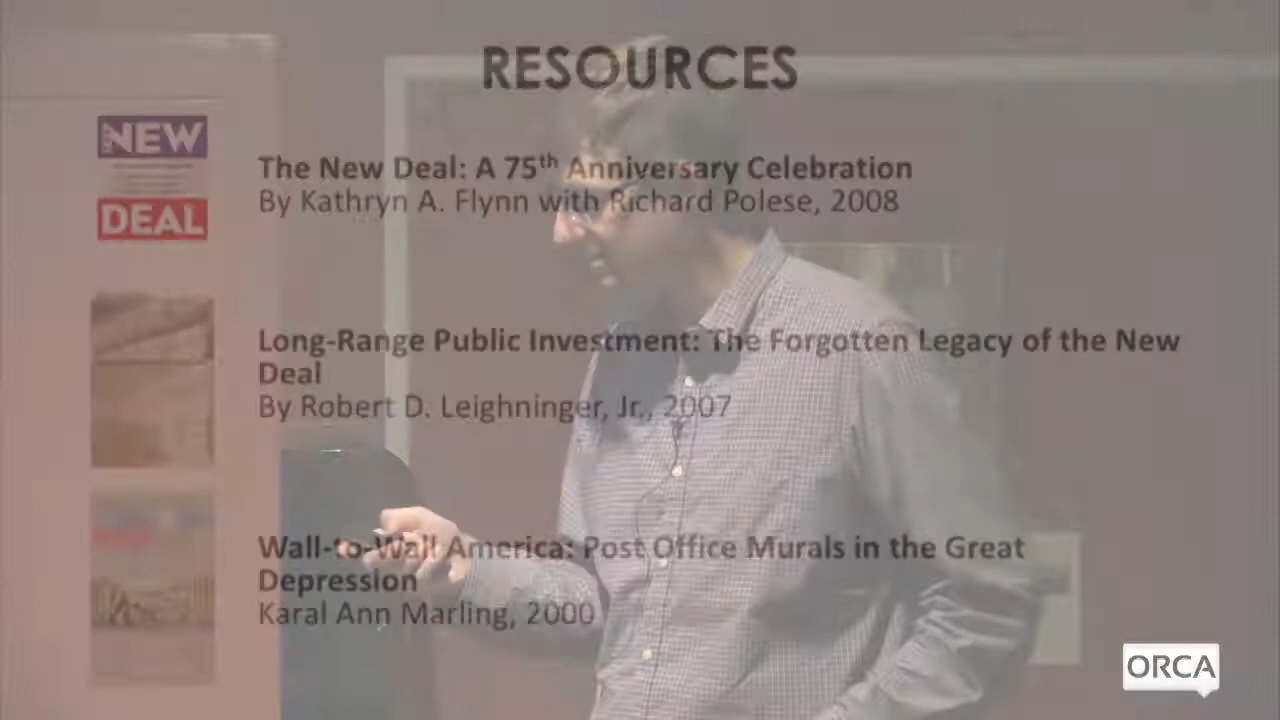 RESOURCES
NEW
DEAL
The New Deal: A 75th Anniversary Celebration
By Kathryn A. Flynn with Richard Polese, 2008
Long-Range Public Investment: The Forgotten Legacy of the New
Deal
By Robert D. Leighninger, Jr., 2007
Wall-to-Wall America: Post Office Murals in the Great
Depression
Karal Ann Marling, 2000
ORCA